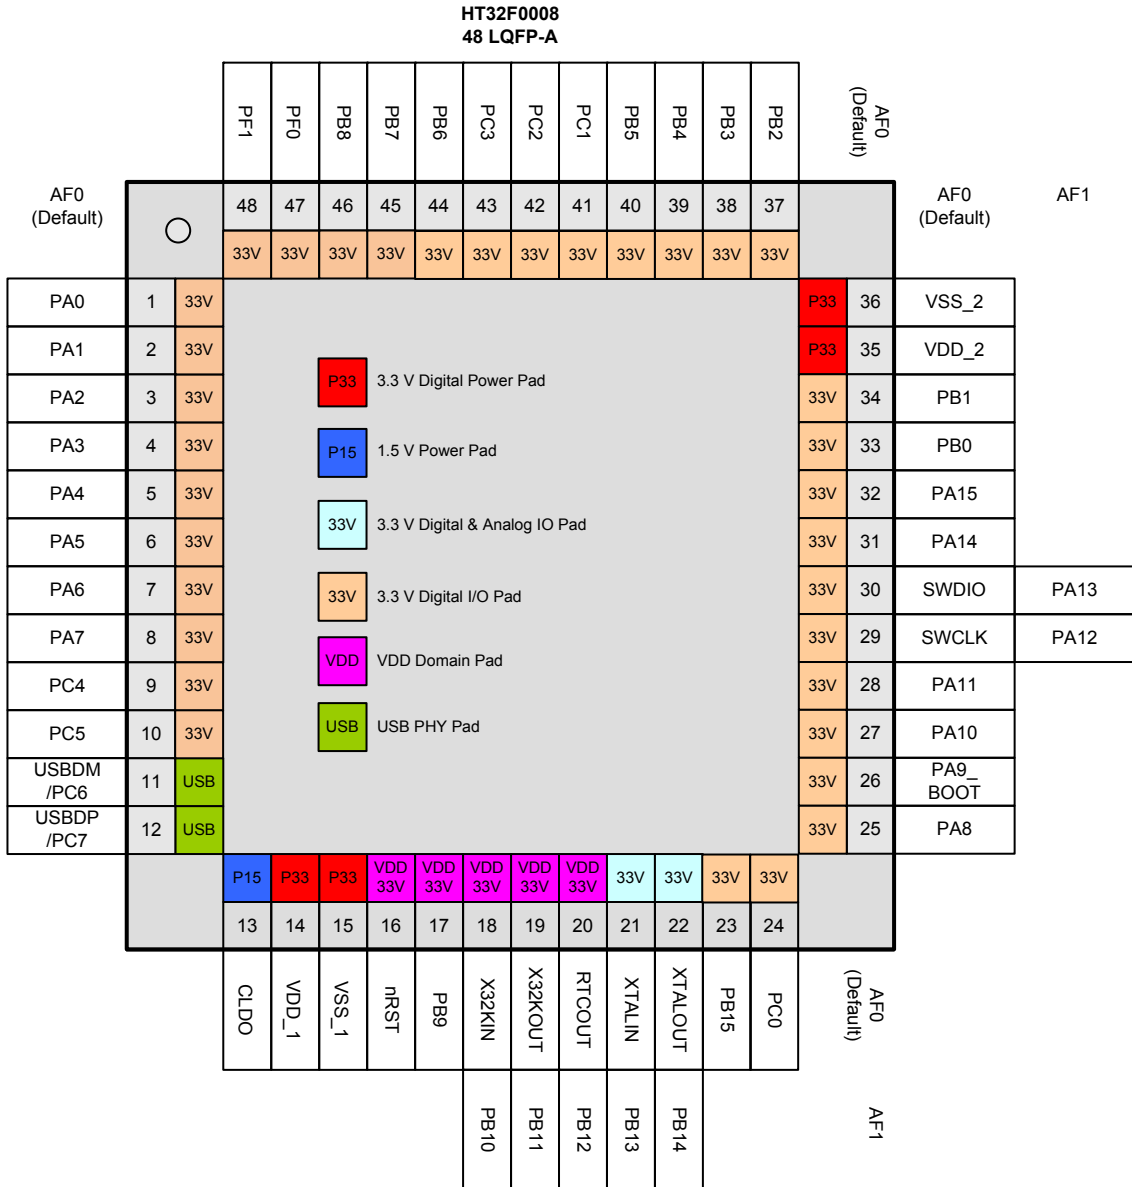 HT32F0008
48 LQFP-A
PF1 PF0 PB8 PB7 PB6 PC3 PC2 PC1 PB5 PB4 PB3 PB2
AF0
(Default)
AF0
(Default)
48 47 46 45 44 43 42 41 40 39 38 37
33V 33V 33V 33V 33V 33V 33V 33V 33V 33V 33V 33V
AF0
(Default)
AF1
PA0 1 33V
P33 36 VSS_2
PA1 2 33V
P33 35 VDD_2
PA2 3 33V
P33 3.3 V Digital Power Pad
33V 34 PB1
PA3 4 33V
P15 1.5 V Power Pad
33V 33 PB0
PA4 5 33V
33V 32 PA15
PA5 6 33V
33V 3.3 V Digital & Analog IO Pad
33V 31 PA14
PA6 7 33V
33V 3.3 V Digital I/O Pad
33V 30 SWDIO PA13
PA7 8 33V
VDD VDD Domain Pad
33V 29 SWCLK PA12
PC4 9 33V
33V 28 PA11
PC5 10 33V
USB USB PHY Pad
33V 27 PA10
USBDM
/PC6
11 USB
33V 26
PA9_
BOOT
USBDP
/PC7
12 USB
33V 25 PA8
P15 P33 P33 VDD VDD VDD VDD VDD 33V 33V 33V 33V
33V 33V 33V 33V 33V
13 14 15 16 17 18 19 20 21 22 23 24
CLDO VDD_1 VSS_1 nRST PB9 X32KIN X32KOUT RTCOUT XTALIN XTALOUT PB15 PC0
AF0
(Default)
PB10 PB11 PB12 PB13 PB14
AF1